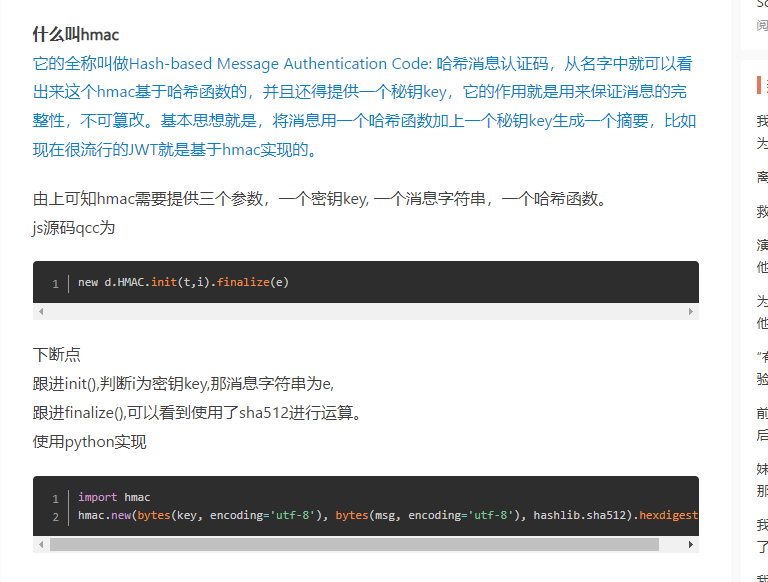 什么叫hmac
它的全称叫做Hash-based Message Authentication Code: 哈希消息认证码，从名字中就可以看
出来这个hmac基于哈希函数的，并且还得提供一个秘钥key，它的作用就是用来保证消息的完
整性，不可篡改。基本思想就是，将消息用一个哈希函数加上一个秘钥key生成一个摘要，比如
现在很流行的JWT就是基于hmac实现的。
由上可知hmac需要提供三个参数，一个密钥key, 一个消息字符串，一个哈希函数。
js源码qcc为
1 new d.HMAC.init(t,i).finalize(e)
下断点
跟进init(),判断i为密钥key,那消息字符串为e,
跟进finalize(),可以看到使用了sha512进行运算。
使用python实现
1 import hmac
2 hmac.new(bytes(key, encoding='utf-8'), bytes(msg, encoding='utf-8'), hashlib.sha512).hexdigest
阅
我
为
离
救
演
他
为
他
"有
验
前
后
妹
那
我
了